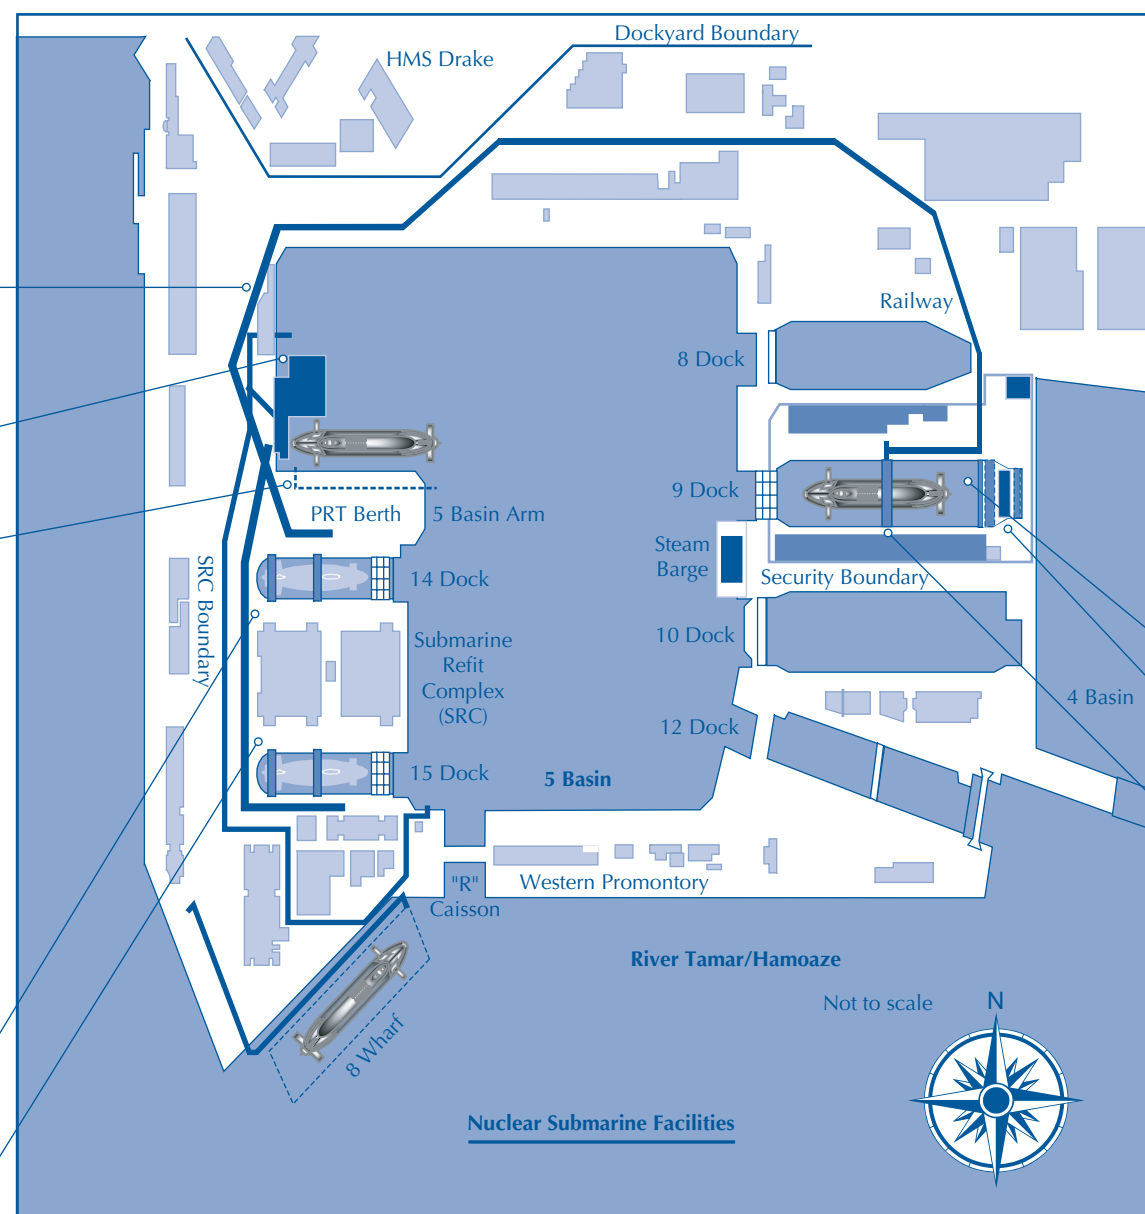 Dockyard Boundary
HMS Drake
Railway
8 Dock
9 Dock
PRT Berth
5 Basin Arm
Steam
Barge
SRC Boundary
14 Dock
Security Boundary
Submarine
Refit
Complex
(SRC)
10 Dock
4 Basin
12 Dock
15 Dock
5 Basin
"R"
Caisson
Western Promontory
River Tamar/Hamoaze
Not to scale
N
8 Wharf
Nuclear Submarine Facilities